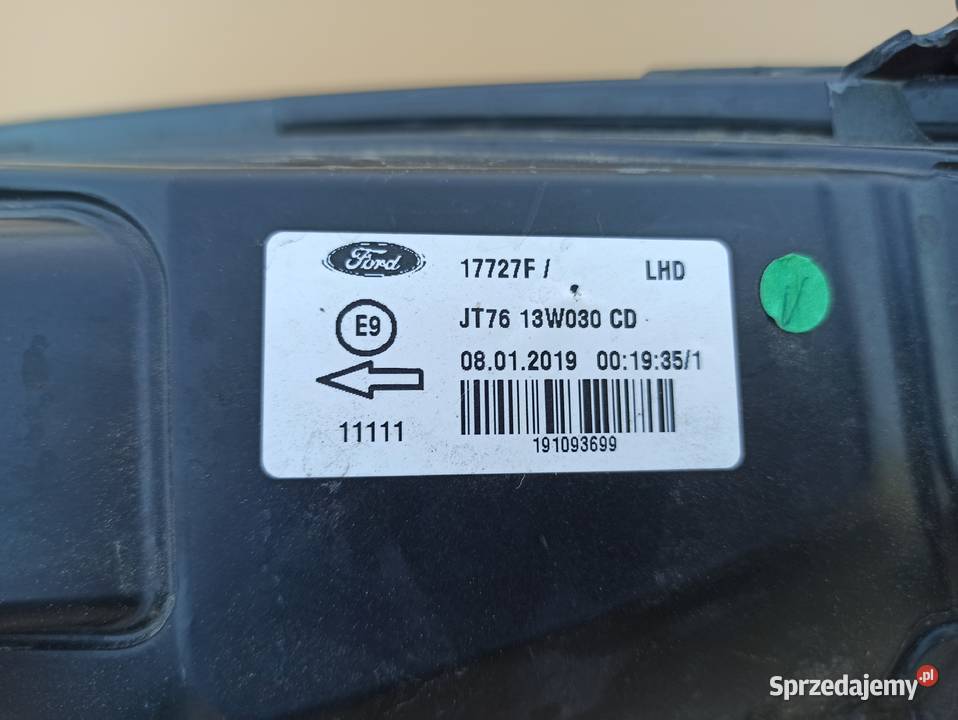 Ford 17727F / LHD
E9 JT76 13W030 CD
08.01.2019 00:19:35/1
11111
191093699
Sprzedajemy.pl